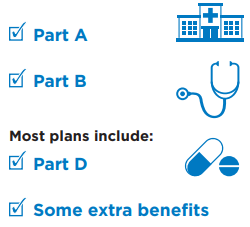 Part A
Part B
Most plans include:
Part D
Some extra benefits